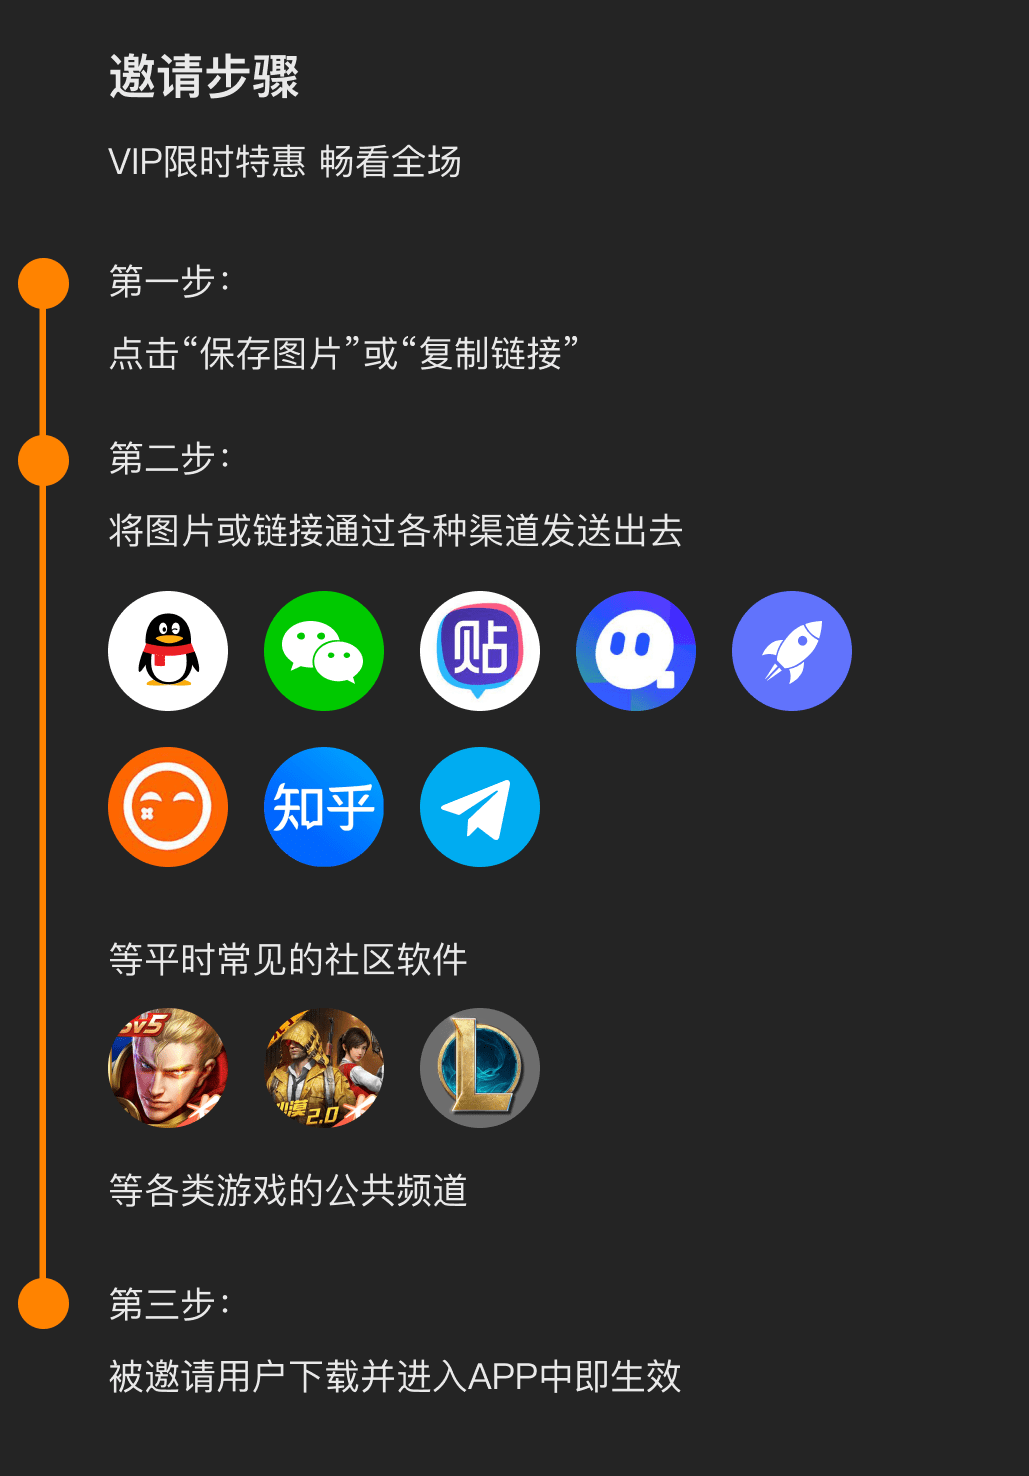 邀请步骤
VIP限时特惠 畅看全场
第一步：
点击“保存图片”或“复制链接”
第二步：
将图片或链接通过各种渠道发送出去
贴
知乎
等平时常见的社区软件
5v5
沙漠
2.0
等各类游戏的公共频道
第三步：
被邀请用户下载并进入APP中即生效